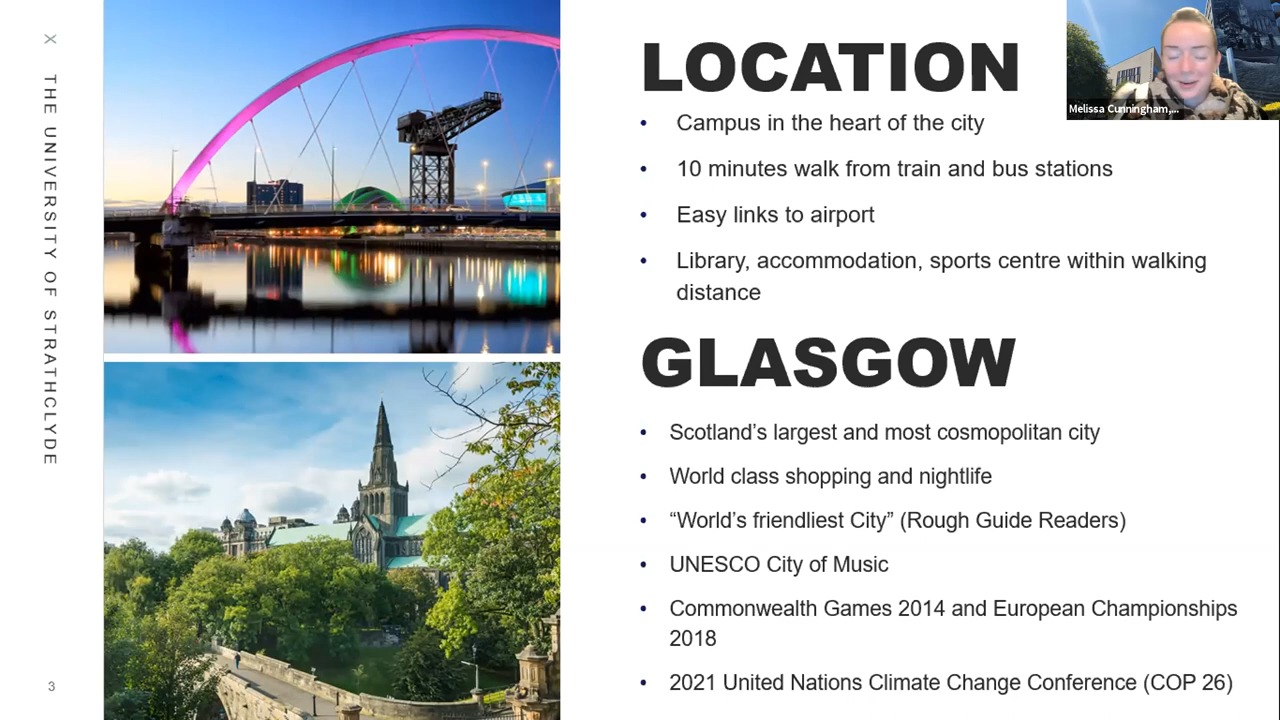 X THE UNIVERSITY OF STRATHCLYDE
LOCATION
• Campus in the heart of the city
• 10 minutes walk from train and bus stations
• Easy links to airport
• Library, accommodation, sports centre within walking
distance
GLASGOW
• Scotland’s largest and most cosmopolitan city
• World class shopping and nightlife
• “World’s friendliest City” (Rough Guide Readers)
• UNESCO City of Music
• Commonwealth Games 2014 and European Championships
2018
• 2021 United Nations Climate Change Conference (COP 26)
Melissa Cunningham,...
3